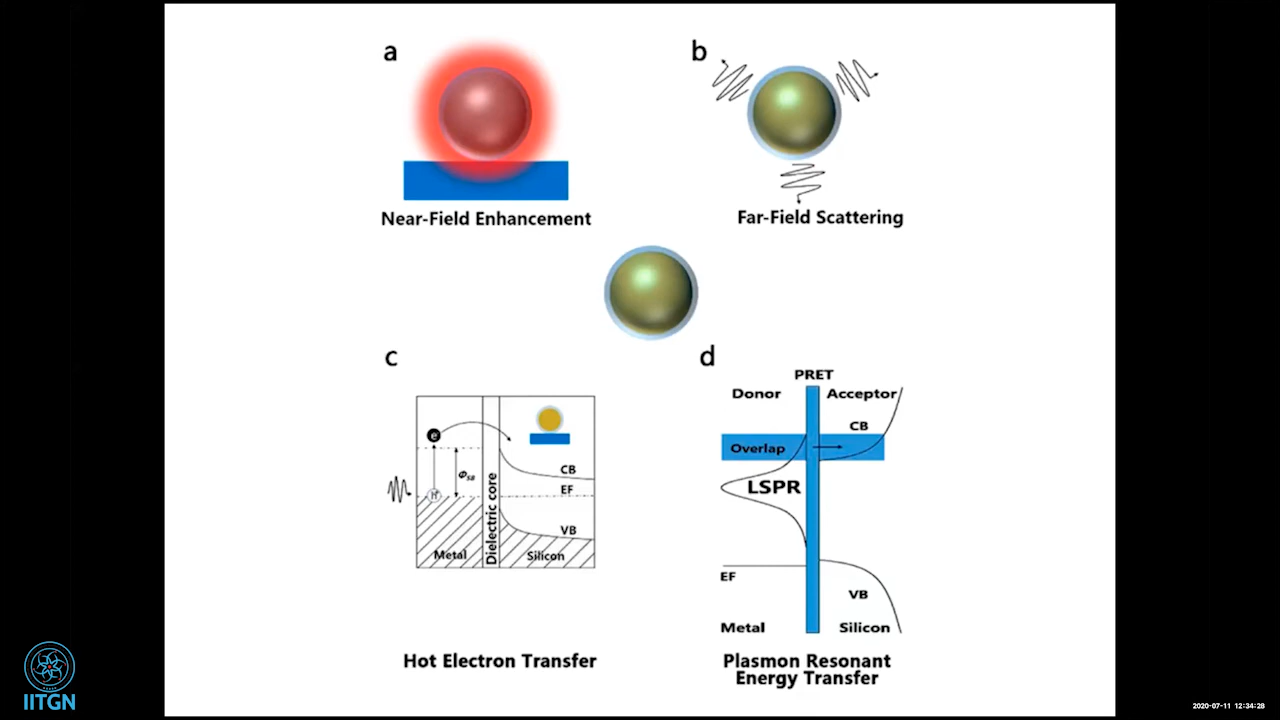 a
b
Near-Field Enhancement
Far-Field Scattering
c
d
e
h+
ΦSB
CB
EF
VB
Metal
Dielectric core
Silicon
Hot Electron Transfer
PRET
Donor
Acceptor
CB
Overlap
LSPR
EF
VB
Metal
Silicon
Plasmon Resonant
Energy Transfer
IITGN
2020-07-11 12:34:28